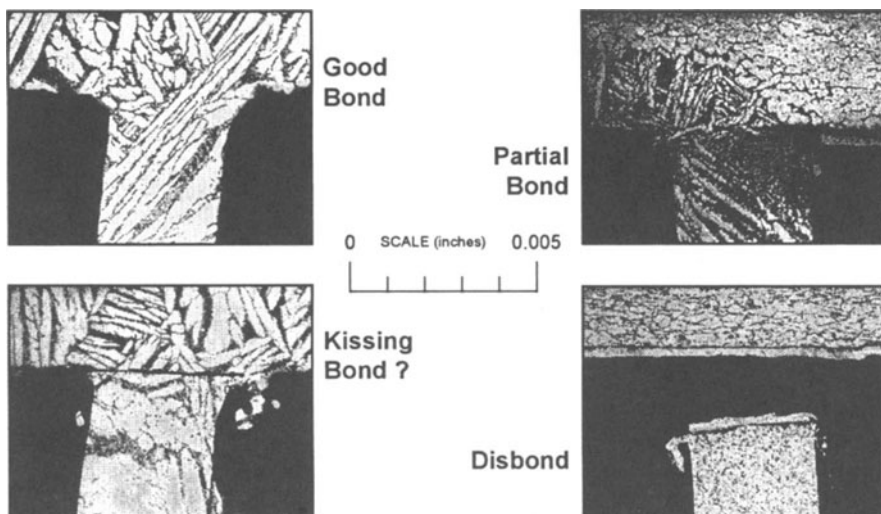 Good
Bond
Partial
Bond
0 SCALE (inches) 0.005
Kissing
Bond ?
Disbond